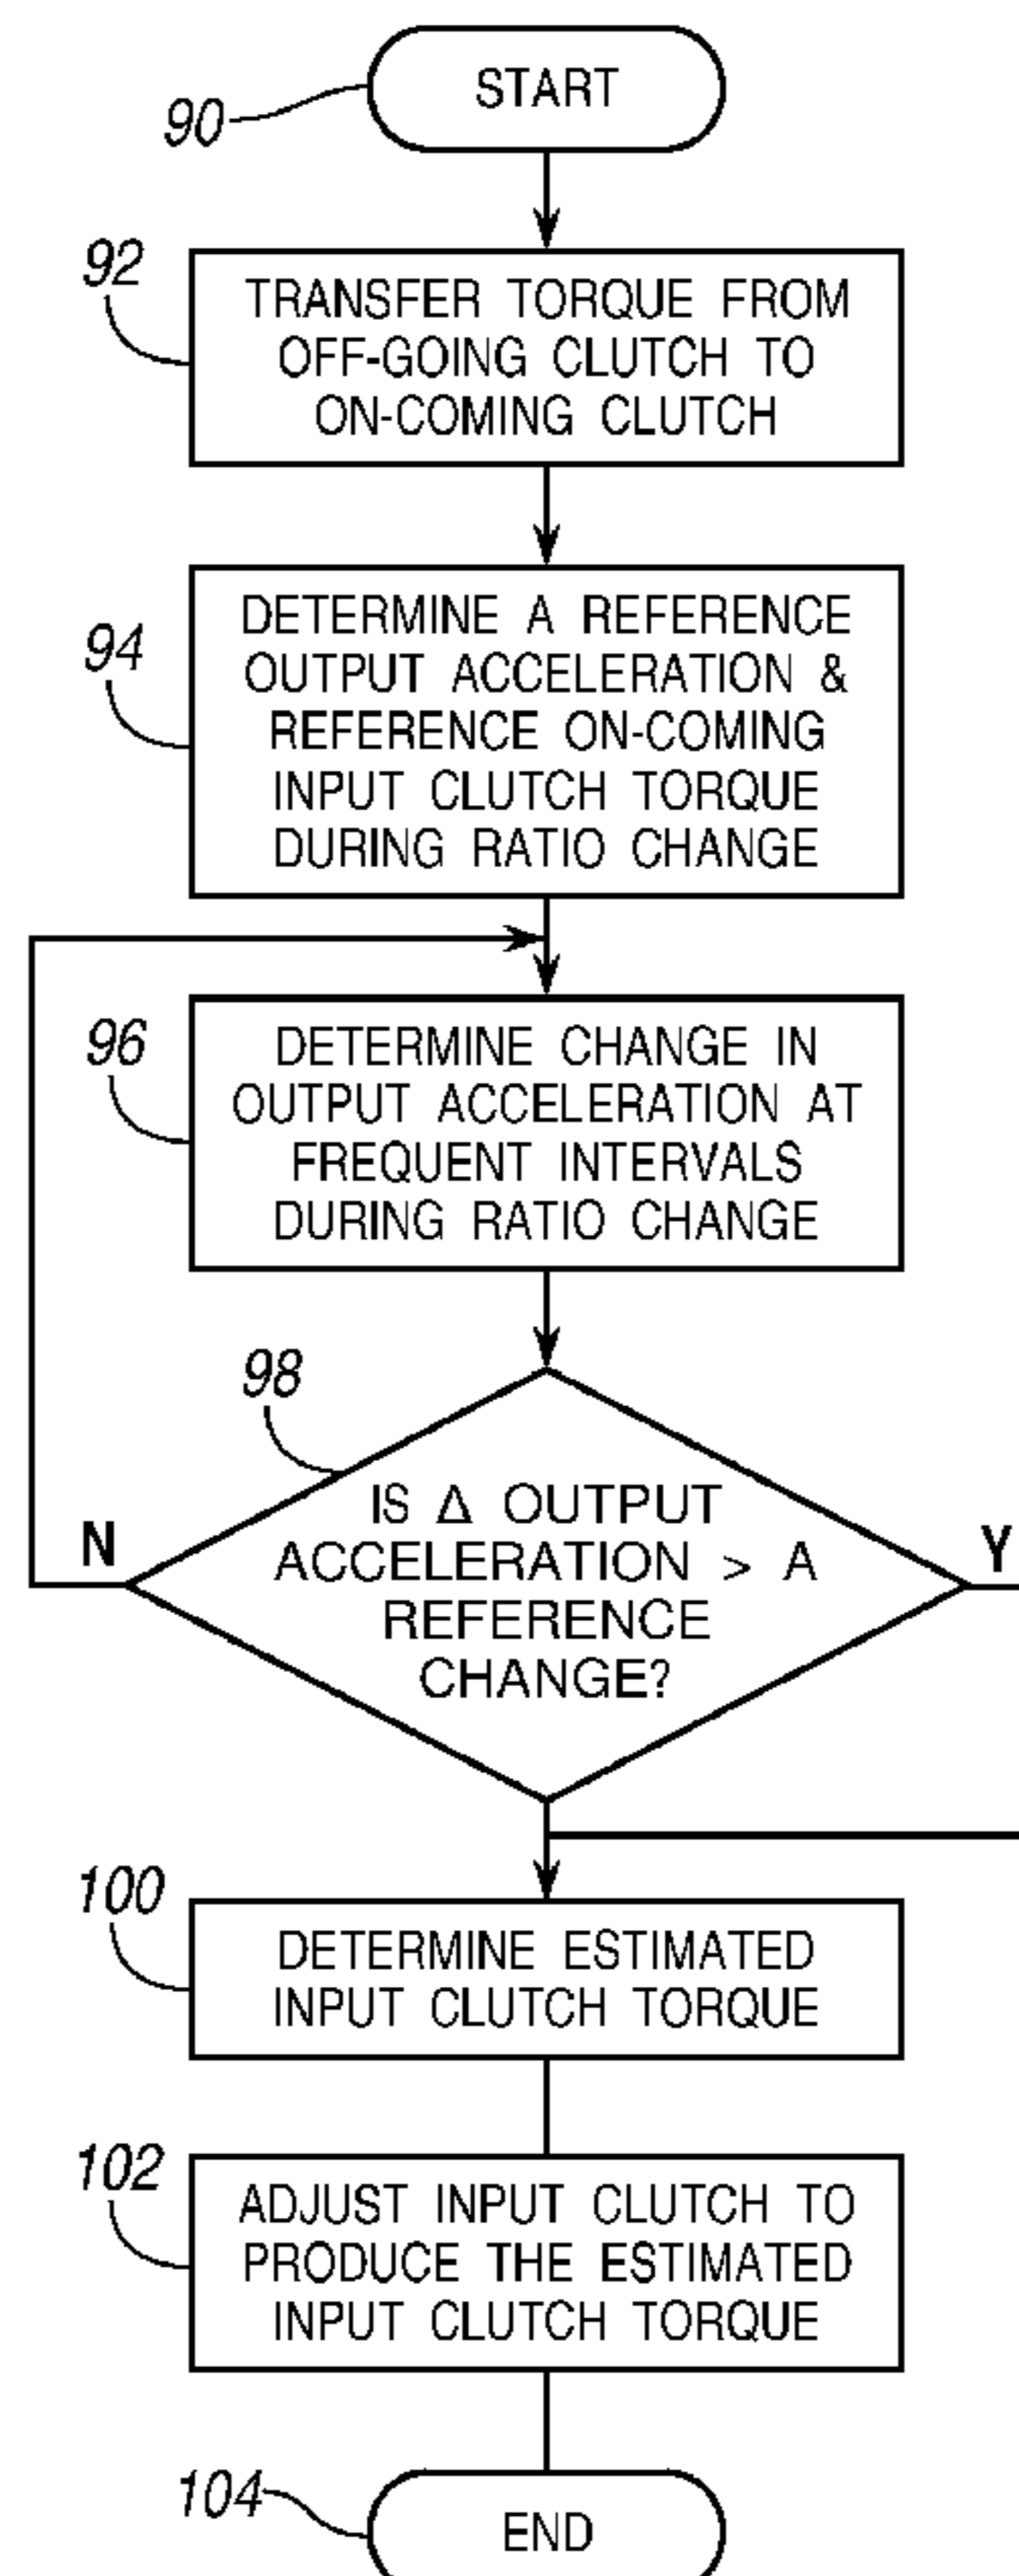 START
90
92
TRANSFER TORQUE FROM
OFF-GOING CLUTCH TO
ON-COMING CLUTCH
94
DETERMINE A REFERENCE
OUTPUT ACCELERATION &
REFERENCE ON-COMING
INPUT CLUTCH TORQUE
DURING RATIO CHANGE
96
DETERMINE CHANGE IN
OUTPUT ACCELERATION AT
FREQUENT INTERVALS
DURING RATIO CHANGE
98
IS Δ OUTPUT
ACCELERATION > A
REFERENCE
CHANGE?
N
Y
100
DETERMINE ESTIMATED
INPUT CLUTCH TORQUE
102
ADJUST INPUT CLUTCH TO
PRODUCE THE ESTIMATED
INPUT CLUTCH TORQUE
104
END